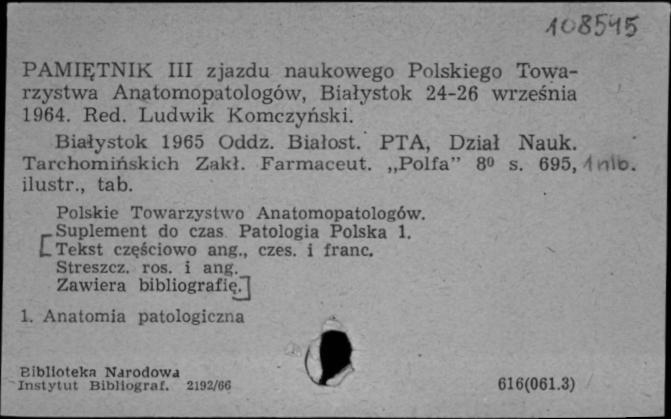 108545
PAMIĘTNIK III zjazdu naukowego Polskiego Towa-
rzystwa Anatomopatologów, Białystok 24-26 września
1964. Red. Ludwik Komczyński.
Białystok 1965 Oddz. Białost. PTA, Dział Nauk.
Tarchomińskich Zakł. Farmaceut. „Polfa" 8⁰ s. 695, 1 nlb.
ilustr., tab.
Polskie Towarzystwo Anatomopatologów.
[Suplement do czas. Patologia Polska 1.
Tekst częściowo ang., czes. i franc.
Streszcz. ros. i ang.
Zawiera bibliografię.]
1. Anatomia patologiczna
Biblioteka Narodowa
Instytut Bibliograf. 2192/66
616(061.3)